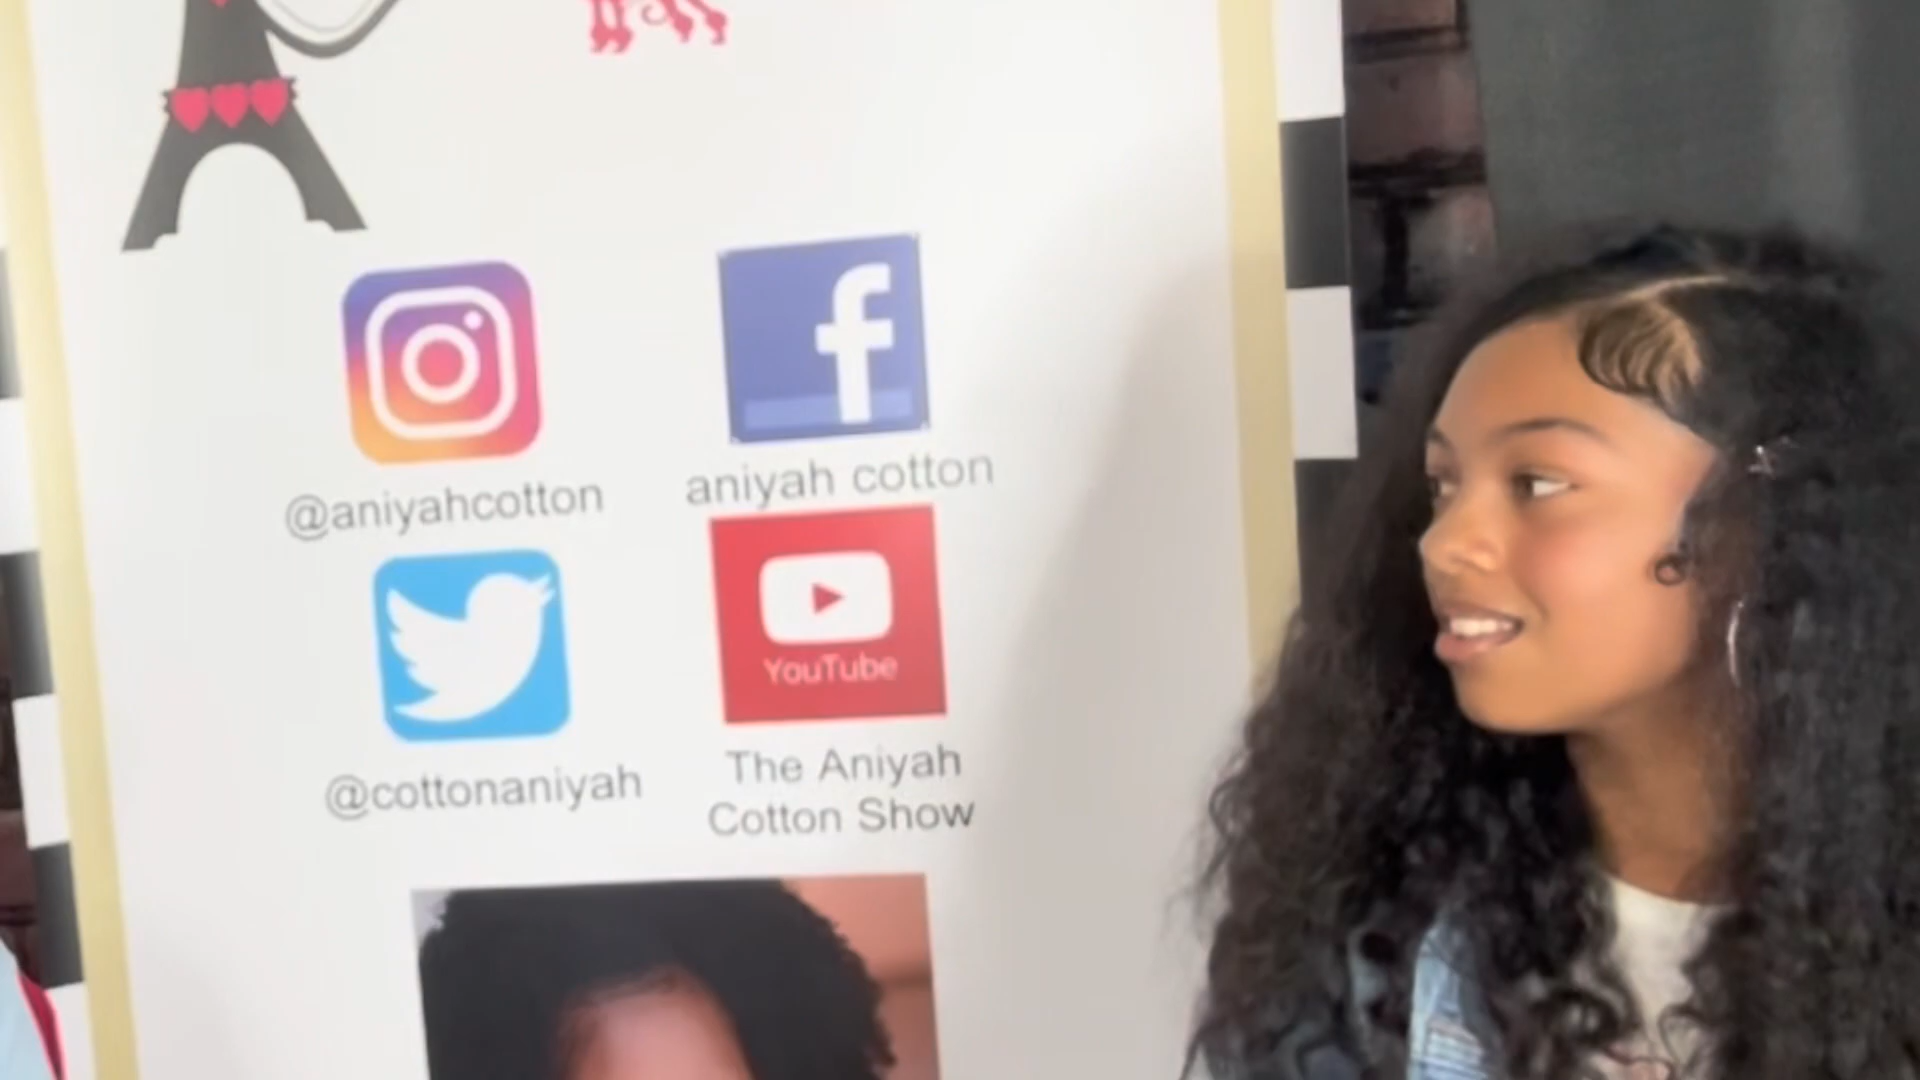 @aniyahcotton
aniyah cotton
YouTube
@cottonaniyah
The Aniyah
Cotton Show